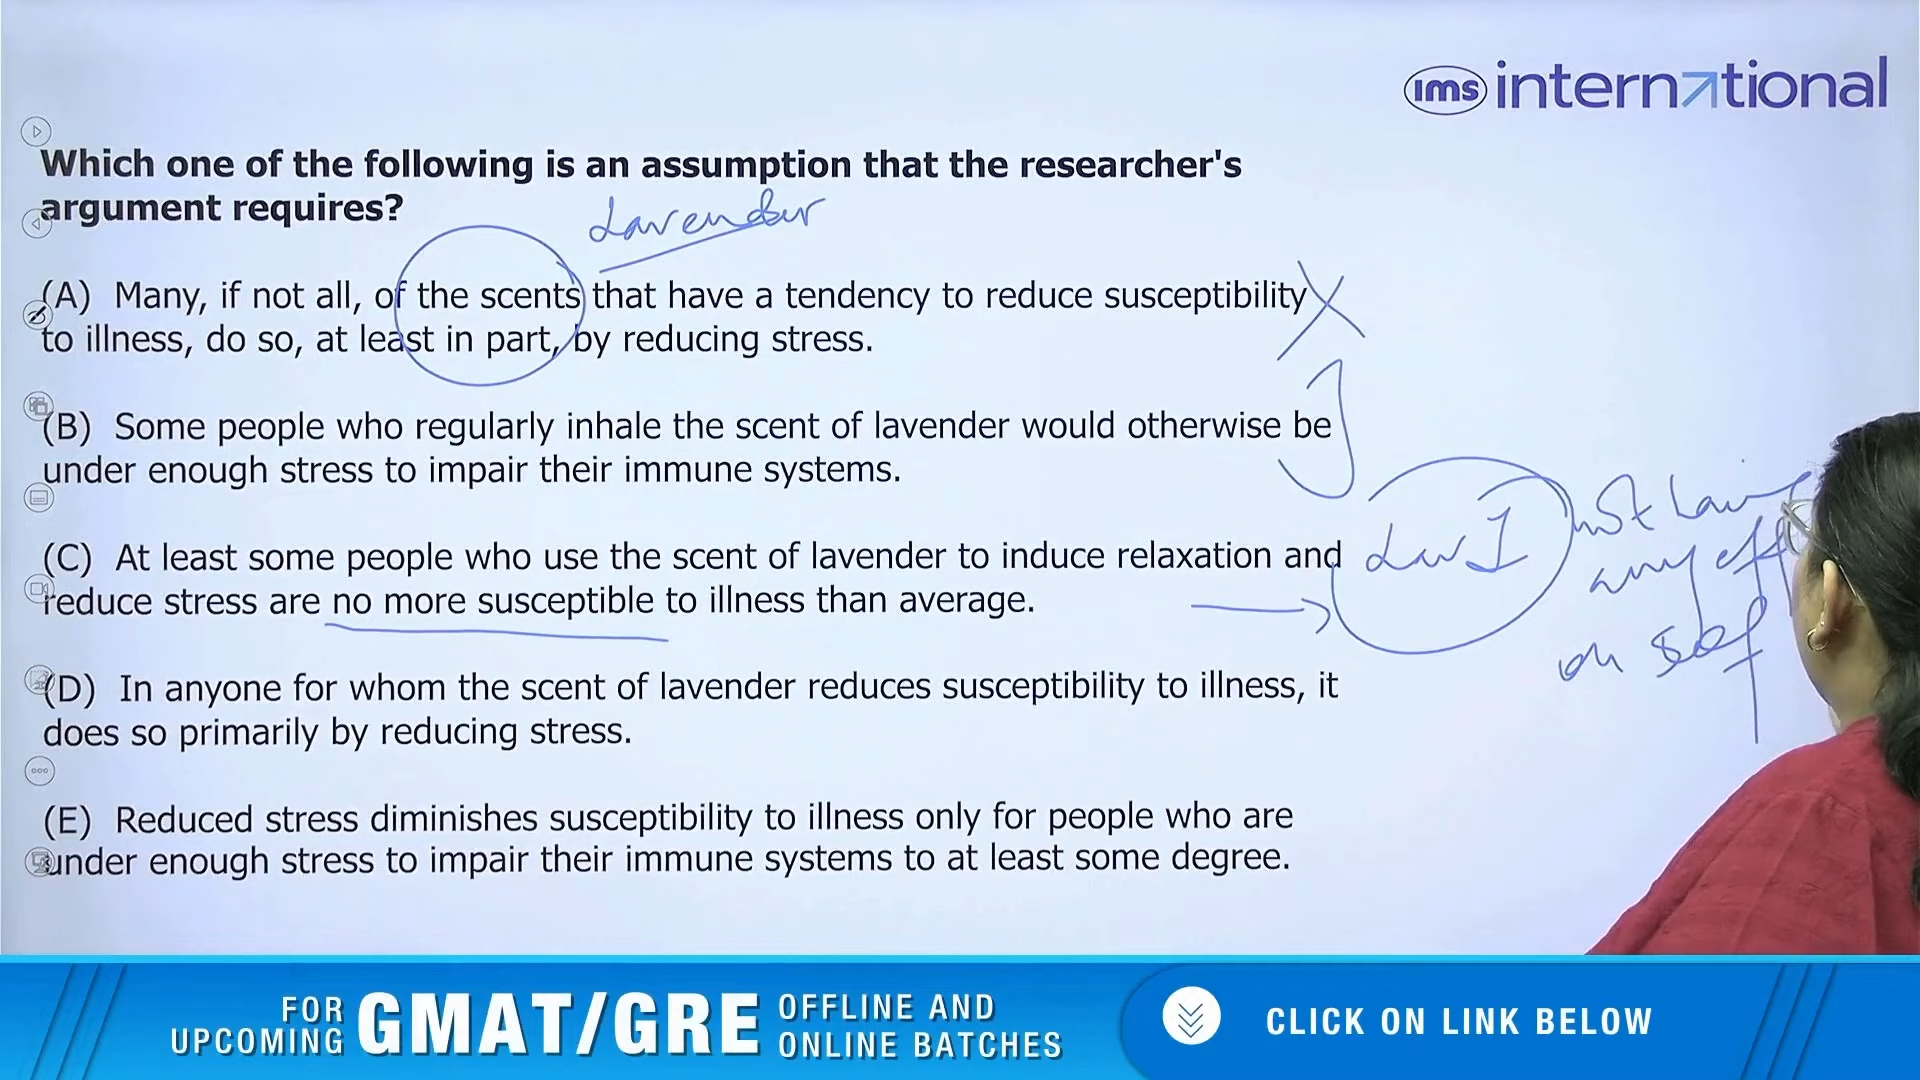 ims international
Which one of the following is an assumption that the researcher's
argument requires?
Lavender
(A) Many, if not all, of the scents that have a tendency to reduce susceptibility
to illness, do so, at least in part, by reducing stress.
(B) Some people who regularly inhale the scent of lavender would otherwise be
under enough stress to impair their immune systems.
(C) At least some people who use the scent of lavender to induce relaxation and
reduce stress are no more susceptible to illness than average.
Lav I
any eff
on
(D) In anyone for whom the scent of lavender reduces susceptibility to illness, it
does so primarily by reducing stress.
(E) Reduced stress diminishes susceptibility to illness only for people who are
under enough stress to impair their immune systems to at least some degree.
FOR UPCOMING GMAT/GRE OFFLINE AND ONLINE BATCHES
CLICK ON LINK BELOW